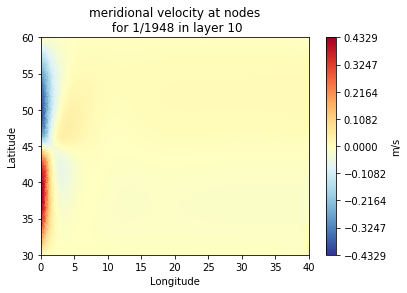 meridional velocity at nodes
for 1/1948 in layer 10
60
55
50
45
40
35
30
Latitude
0 5 10 15 20 25 30 35 40
Longitude
0.4329
0.3247
0.2164
0.1082
0.0000
-0.1082
-0.2164
-0.3247
-0.4329
m/s